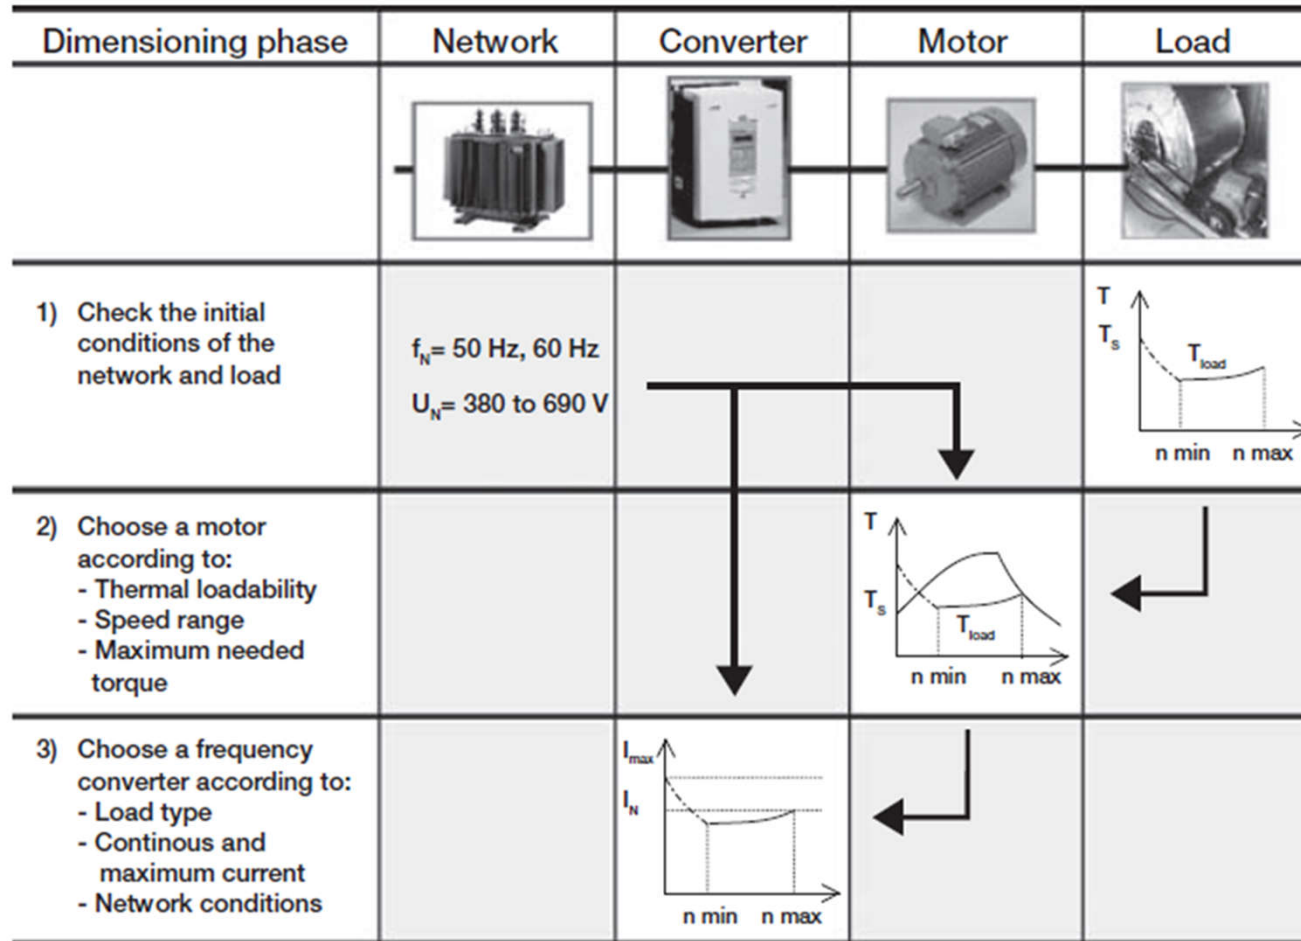 Dimensioning phase Network Converter Motor Load
1) Check the initial
conditions of the
network and load
fN= 50 Hz, 60 Hz
UN= 380 to 690 V
T
Ts
Tload
n min n max
2) Choose a motor
according to:
- Thermal loadability
- Speed range
- Maximum needed
torque
T
Ts
Tload
n min n max
3) Choose a frequency
converter according to:
- Load type
- Continous and
maximum current
- Network conditions
Imax
IN
n min n max